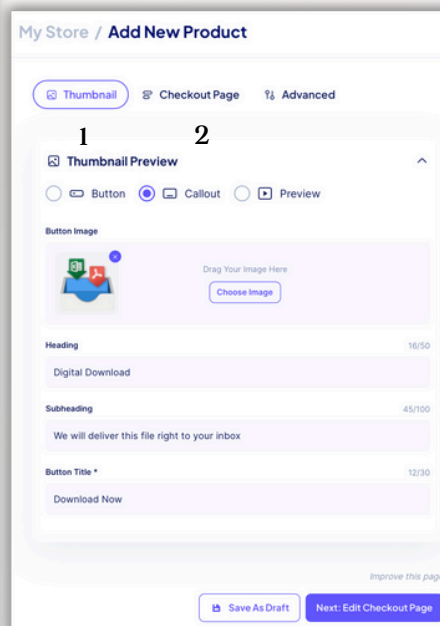 My Store / Add New Product
Thumbnail Checkout Page Advanced
1 2
Thumbnail Preview
Button Callout Preview
Button Image
Drag Your Image Here
Choose Image
Heading 16/50
Digital Download
Subheading 45/100
We will deliver this file right to your inbox
Button Title * 12/30
Download Now
Improve this page
Save As Draft Next: Edit Checkout Page